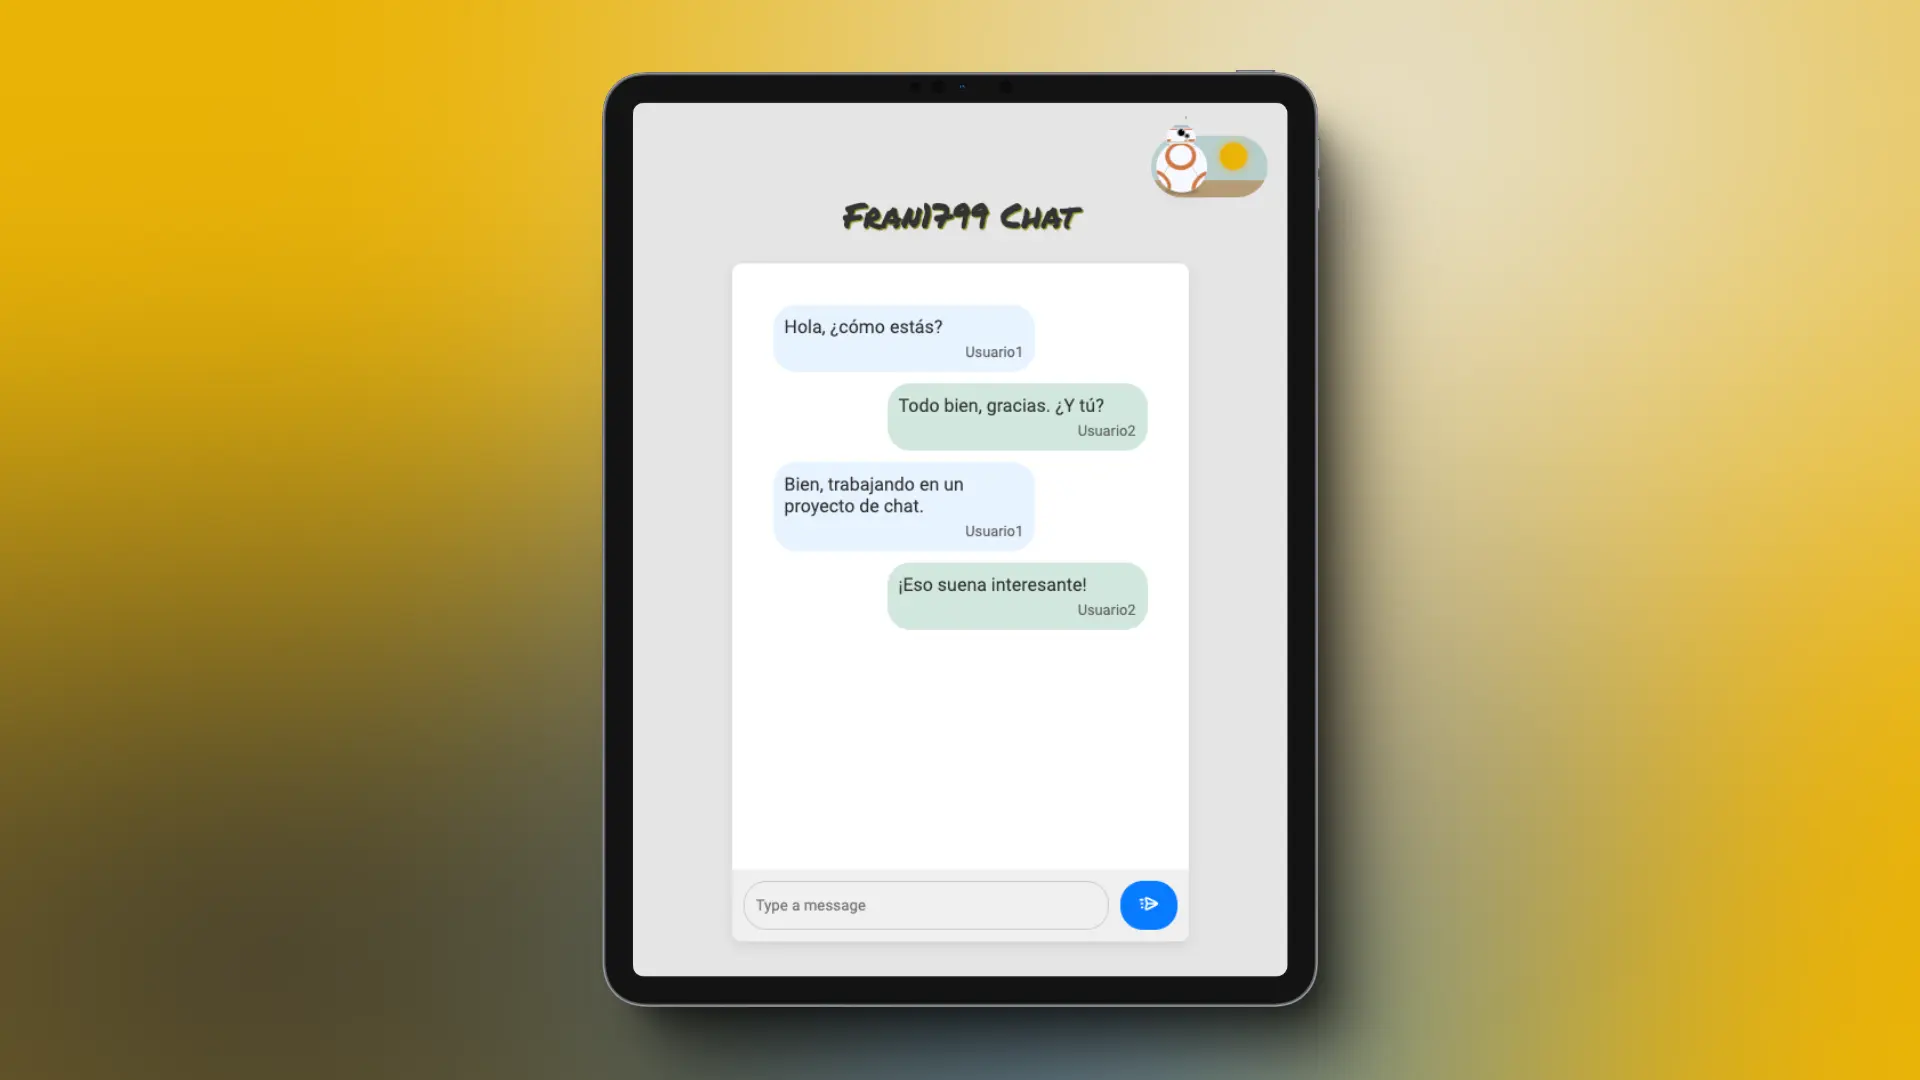 Fran1799 Chat
Hola, ¿cómo estás?
Usuario1
Todo bien, gracias. ¿Y tú?
Usuario2
Bien, trabajando en un
proyecto de chat.
Usuario1
¡Eso suena interesante!
Usuario2
Type a message